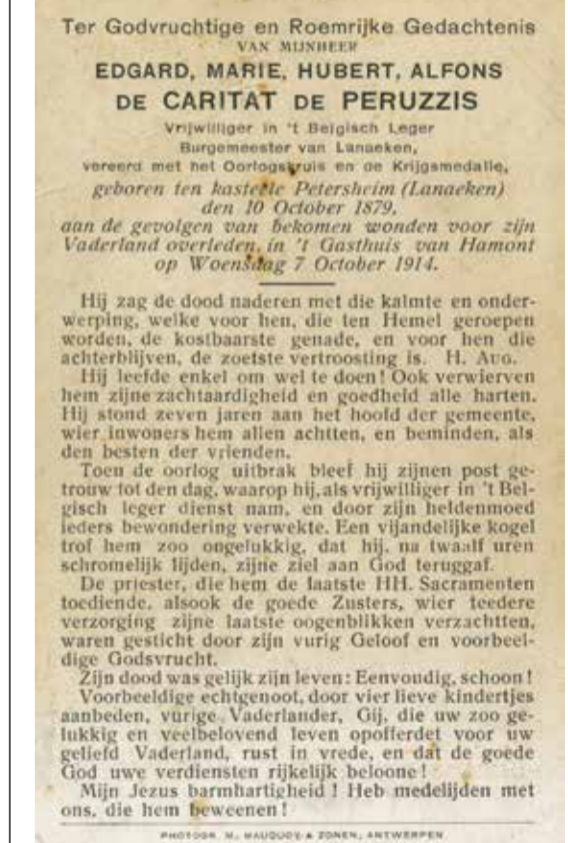 Ter Godvruchtige en Roemrijke Gedachtenis
VAN MIJNHEER
EDGARD, MARIE, HUBERT, ALFONS
DE CARITAT DE PERUZZIS
Vrijwilliger in 't Belgisch Leger
Burgemeester van Lanaeken,
vereerd met het Oorlogskruis en de Krijgsmedalie,
geboren ten kasteele Petersheim (Lanaeken)
den 10 October 1879,
aan de gevolgen van bekomen wonden voor zijn
Vaderland overleden, in 't Gasthuis van Hamont
op Woensdag 7 October 1914.
Hij zag de dood naderen met die kalmte en onder-
werping, welke voor hen, die ten Hemel geroepen
worden, de kostbaarste genade, en voor hen die
achterblijven, de zoetste vertroosting is. H. AUG.
Hij leefde enkel om wel te doen! Ook verwierven
hem zijne zachtaardigheid en goedheid alle harten.
Hij stond zeven jaren aan het hoofd der gemeente,
wier inwoners hem allen achtten, en beminden, als
den besten der vrienden.
Toen de oorlog uitbrak bleef hij zijnen post ge-
trouw tot den dag, waarop hij, als vrijwilliger in 't Bel-
gisch leger dienst nam, en door zijn heldenmoed
ieders bewondering verwekte. Een vijandelijke kogel
trof hem zoo ongelukkig, dat hij, na twaalf uren
schromelijk lijden, zijne ziel aan God teruggaf.
De priester, die hem de laatste HH. Sacramenten
toediende, alsook de goede Zusters, wier teedere
verzorging zijne laatste oogenblikken verzachtten,
waren gesticht door zijn vurig Geloof en voorbeel-
dige Godsvrucht.
Zijn dood was gelijk zijn leven: Eenvoudig, schoon!
Voorbeeldige echtgenoot, door vier lieve kindertjes
aanbeden, vurige Vaderlander, Gij, die uw zoo ge-
lukkig en veelbelovend leven opofferdet voor uw
geliefd Vaderland, rust in vrede, en dat de goede
God uwe verdiensten rijkelijk beloone!
Mijn Jezus barmhartigheid! Heb medelijden met
ons, die hem beweenen!
PHOTOGR. M. MAUQUOY & ZONEN, ANTWERPEN